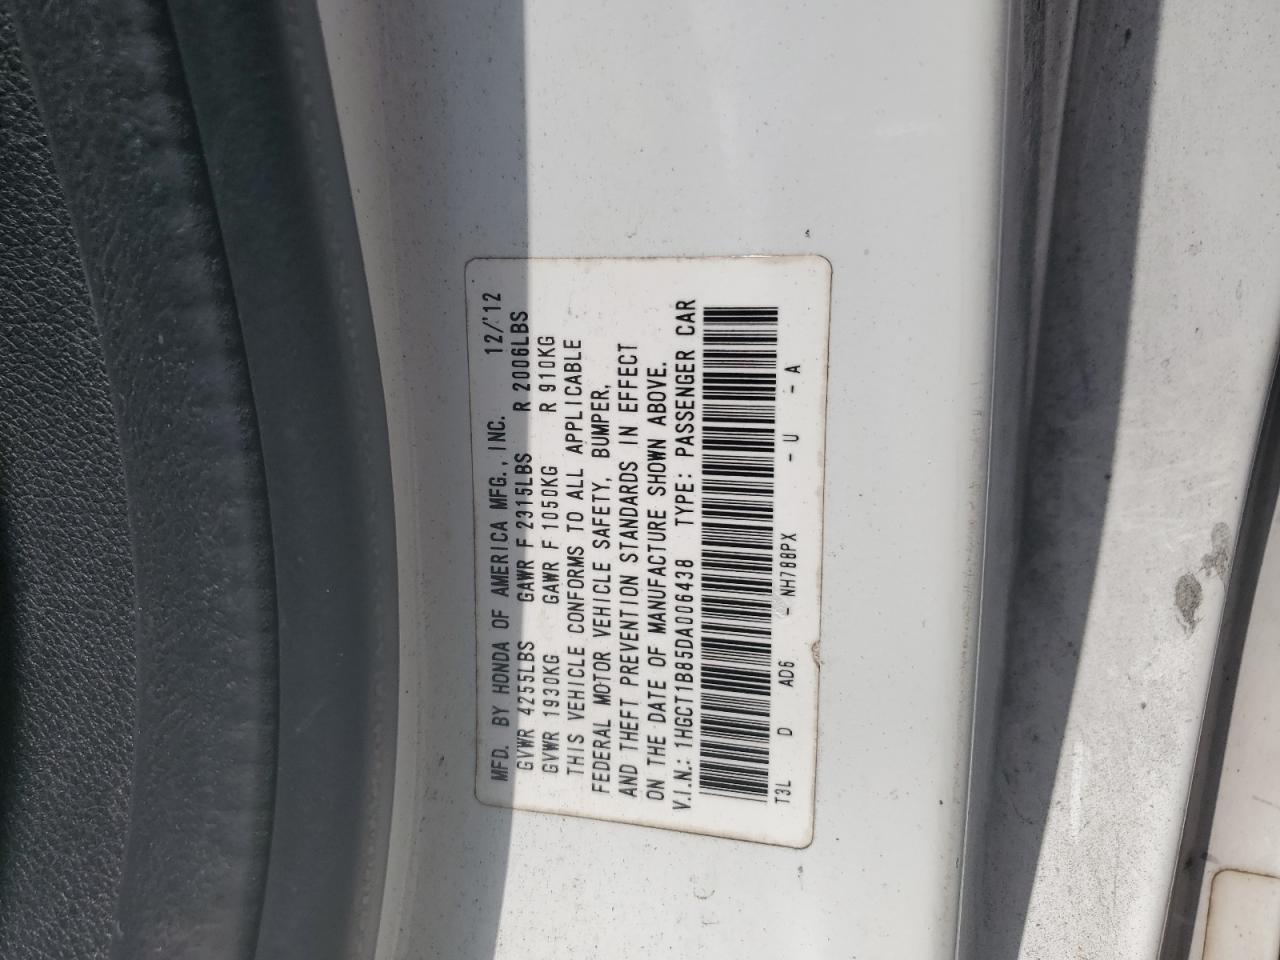 MFD. BY HONDA OF AMERICA MFG., INC. 12/'12
GVWR 4255LBS GAWR F 2315LBS R 2006LBS
GVWR 1930KG GAWR F 1050KG R 910KG
THIS VEHICLE CONFORMS TO ALL APPLICABLE
FEDERAL MOTOR VEHICLE SAFETY, BUMPER,
AND THEFT PREVENTION STANDARDS IN EFFECT
ON THE DATE OF MANUFACTURE SHOWN ABOVE.
V.I.N.: 1HGCT1B85DA006438 TYPE: PASSENGER CAR
T3L D AD6 - NH788PX - U - A